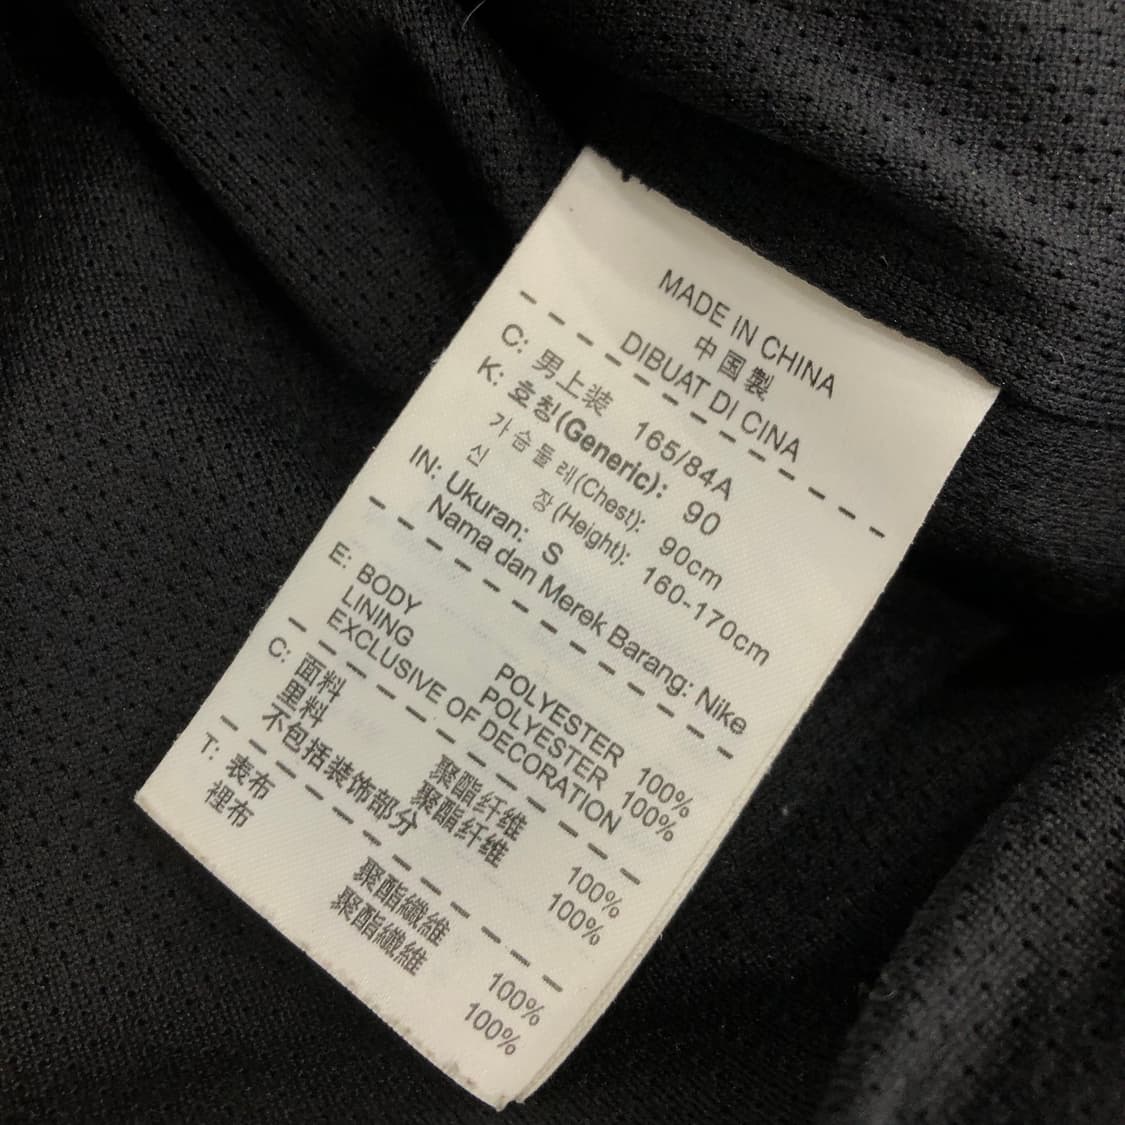 MADE IN CHINA
中国製
DIBUAT DI CINA
C: 男上装 165/84A
K: 호칭(Generic): 90
가슴둘레(Chest): 90cm
신 장(Height): 160-170cm
IN: Ukuran: S
Nama dan Merek Barang: Nike
E: BODY POLYESTER 100%
LINING POLYESTER 100%
EXCLUSIVE OF DECORATION
C: 面料 聚酯纤维 100%
里料 聚酯纤维 100%
不包括装饰部分
T: 表布 聚酯纖維 100%
裡布 聚酯纖維 100%